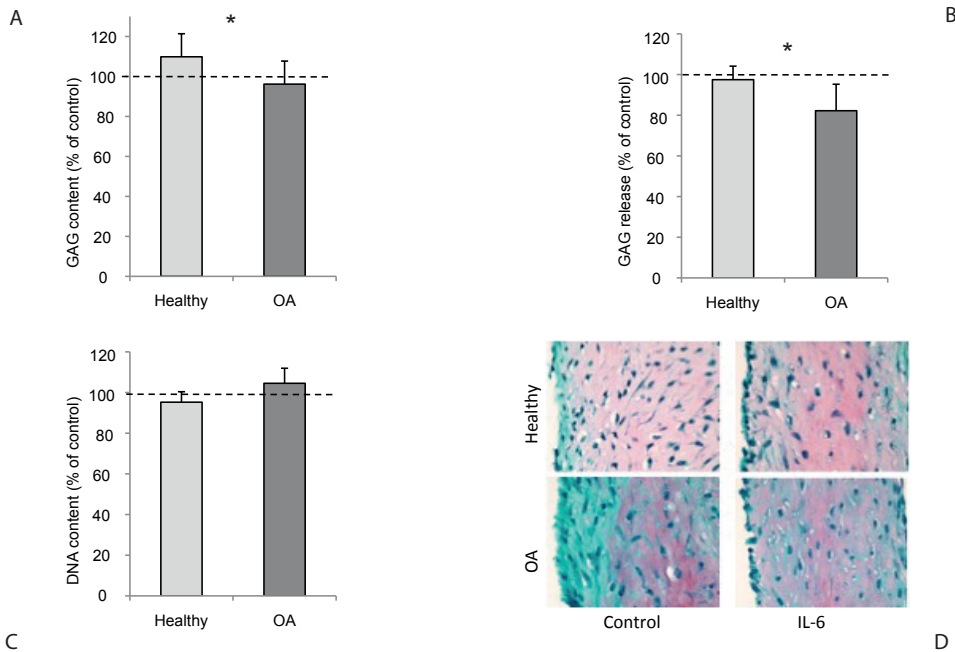 A
*
GAG content (% of control)
120
100
80
60
40
20
0
Healthy OA
B
*
GAG release (% of control)
120
100
80
60
40
20
0
Healthy OA
DNA content (% of control)
120
100
80
60
40
20
0
Healthy OA
C
Healthy
OA
Control IL-6
D